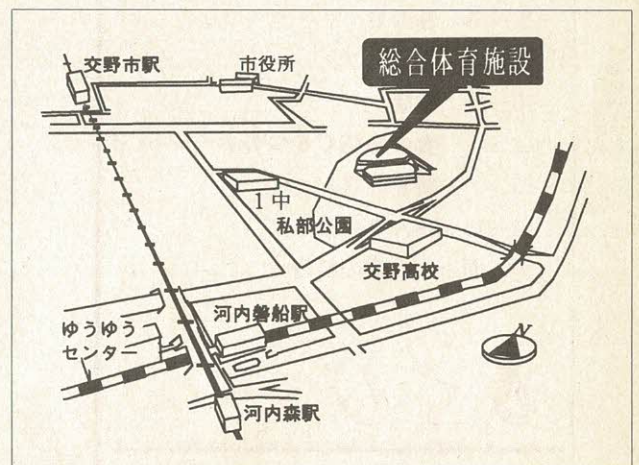 交野市駅
市役所
総合体育施設
1中
私部公園
交野高校
河内磐船駅
ゆうゆう
センター
N
河内森駅